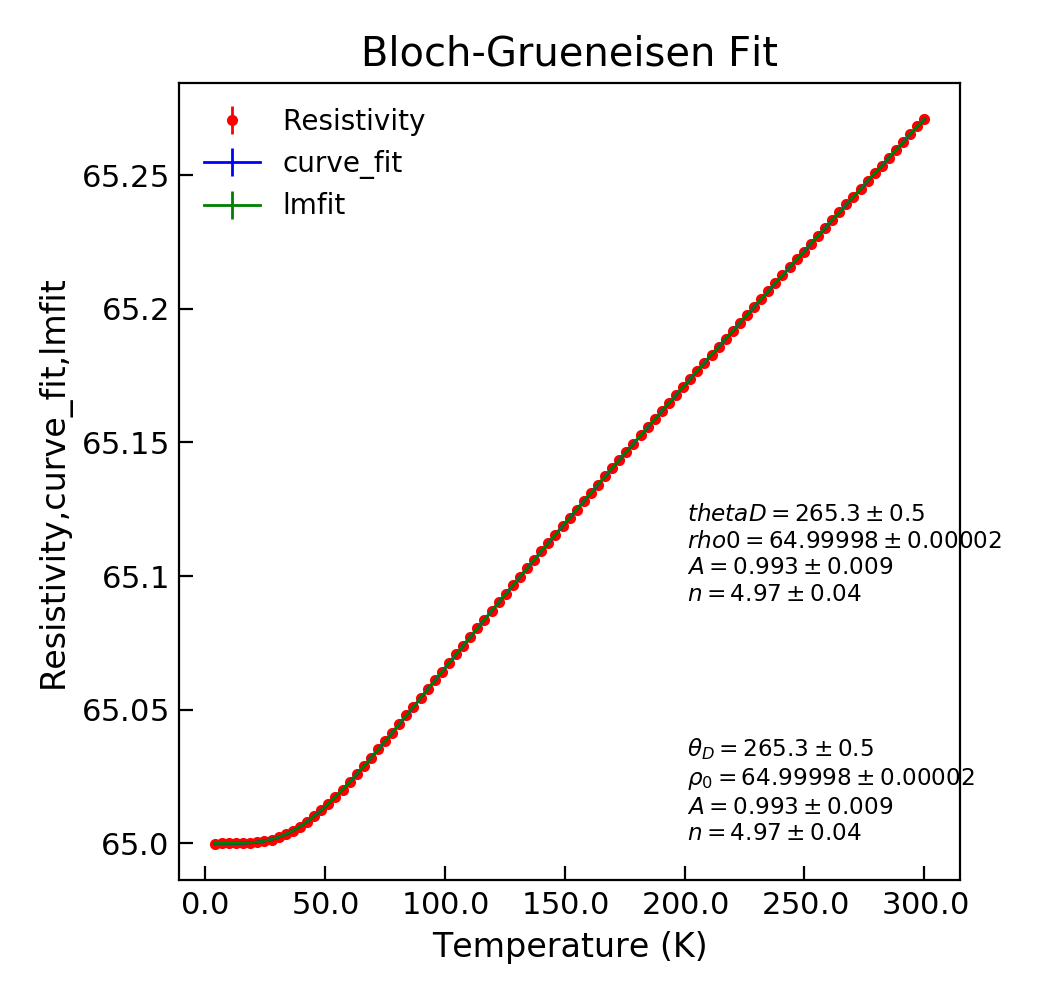 Bloch-Grueneisen Fit
Resistivity
curve_fit
lmfit
Resistivity,curve_fit,lmfit
65.25
65.2
65.15
65.1
65.05
65.0
thetaD = 265.3 ± 0.5
rho0 = 64.99998 ± 0.00002
A = 0.993 ± 0.009
n = 4.97 ± 0.04
θ_D = 265.3 ± 0.5
ρ_0 = 64.99998 ± 0.00002
A = 0.993 ± 0.009
n = 4.97 ± 0.04
0.0 50.0 100.0 150.0 200.0 250.0 300.0
Temperature (K)